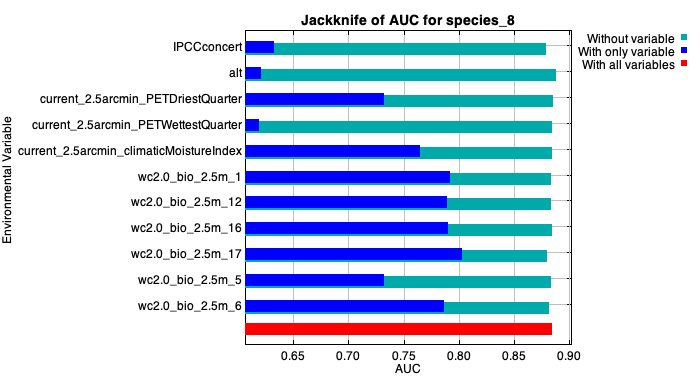 Jackknife of AUC for species_8
Without variable
With only variable
With all variables
Environmental Variable
IPCCconcert
alt
current_2.5arcmin_PETDriestQuarter
current_2.5arcmin_PETWettestQuarter
current_2.5arcmin_climaticMoistureIndex
wc2.0_bio_2.5m_1
wc2.0_bio_2.5m_12
wc2.0_bio_2.5m_16
wc2.0_bio_2.5m_17
wc2.0_bio_2.5m_5
wc2.0_bio_2.5m_6
0.65 0.70 0.75 0.80 0.85 0.90
AUC